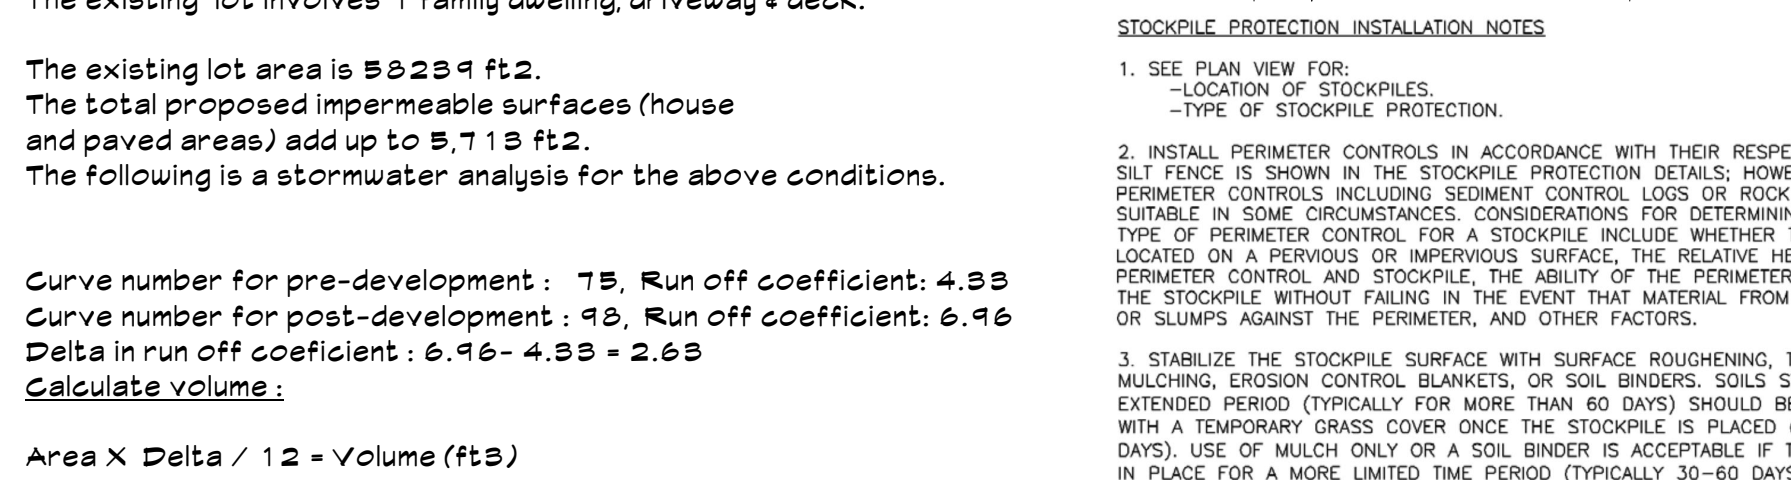 The existing lot involves 1 family dwelling, driveway & deck.
The existing lot area is 58239 ft2.
The total proposed impermeable surfaces (house
and paved areas) add up to 5,713 ft2.
The following is a stormwater analysis for the above conditions.
Curve number for pre-development : 75, Run off coefficient: 4.33
Curve number for post-development : 98, Run off coefficient: 6.96
Delta in run off coeficient : 6.96- 4.33 = 2.63
Calculate volume :
Area X Delta / 12 = Volume (ft3)
STOCKPILE PROTECTION INSTALLATION NOTES
1. SEE PLAN VIEW FOR:
-LOCATION OF STOCKPILES.
-TYPE OF STOCKPILE PROTECTION.
2. INSTALL PERIMETER CONTROLS IN ACCORDANCE WITH THEIR RESPE
SILT FENCE IS SHOWN IN THE STOCKPILE PROTECTION DETAILS; HOWE
PERIMETER CONTROLS INCLUDING SEDIMENT CONTROL LOGS OR ROCK
SUITABLE IN SOME CIRCUMSTANCES. CONSIDERATIONS FOR DETERMININ
TYPE OF PERIMETER CONTROL FOR A STOCKPILE INCLUDE WHETHER T
LOCATED ON A PERVIOUS OR IMPERVIOUS SURFACE, THE RELATIVE HE
PERIMETER CONTROL AND STOCKPILE, THE ABILITY OF THE PERIMETER
THE STOCKPILE WITHOUT FAILING IN THE EVENT THAT MATERIAL FROM
OR SLUMPS AGAINST THE PERIMETER, AND OTHER FACTORS.
3. STABILIZE THE STOCKPILE SURFACE WITH SURFACE ROUGHENING, T
MULCHING, EROSION CONTROL BLANKETS, OR SOIL BINDERS. SOILS S
EXTENDED PERIOD (TYPICALLY FOR MORE THAN 60 DAYS) SHOULD BE
WITH A TEMPORARY GRASS COVER ONCE THE STOCKPILE IS PLACED (
DAYS). USE OF MULCH ONLY OR A SOIL BINDER IS ACCEPTABLE IF T
IN PLACE FOR A MORE LIMITED TIME PERIOD (TYPICALLY 30-60 DAYS